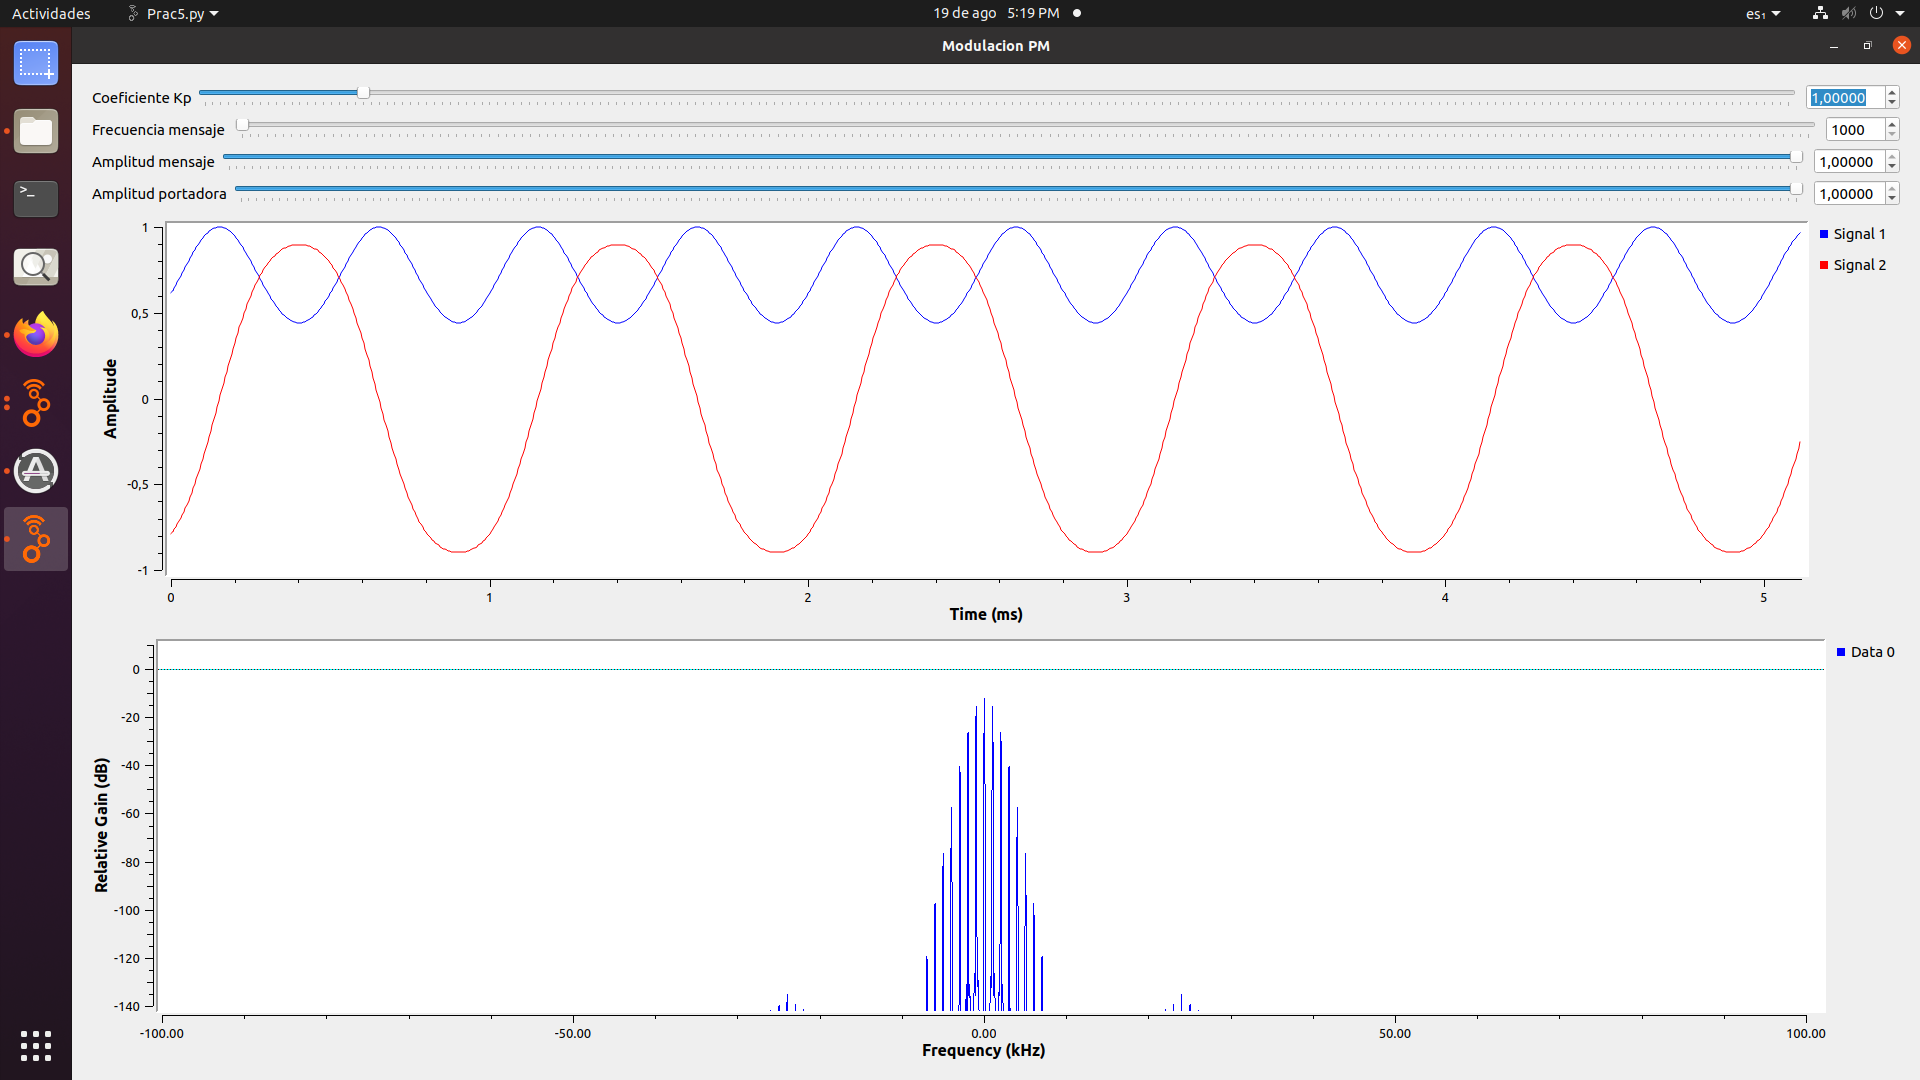 Actividades Prac5.py 19 de ago 5:19 PM es₁
Modulacion PM
Coeficiente Kp 1,00000
Frecuencia mensaje 1000
Amplitud mensaje 1,00000
Amplitud portadora 1,00000
Amplitude
1
0,5
0
-0,5
-1
Signal 1
Signal 2
0 1 2 3 4 5
Time (ms)
Relative Gain (dB)
0
-20
-40
-60
-80
-100
-120
-140
Data 0
-100.00 -50.00 0.00 50.00 100.00
Frequency (kHz)